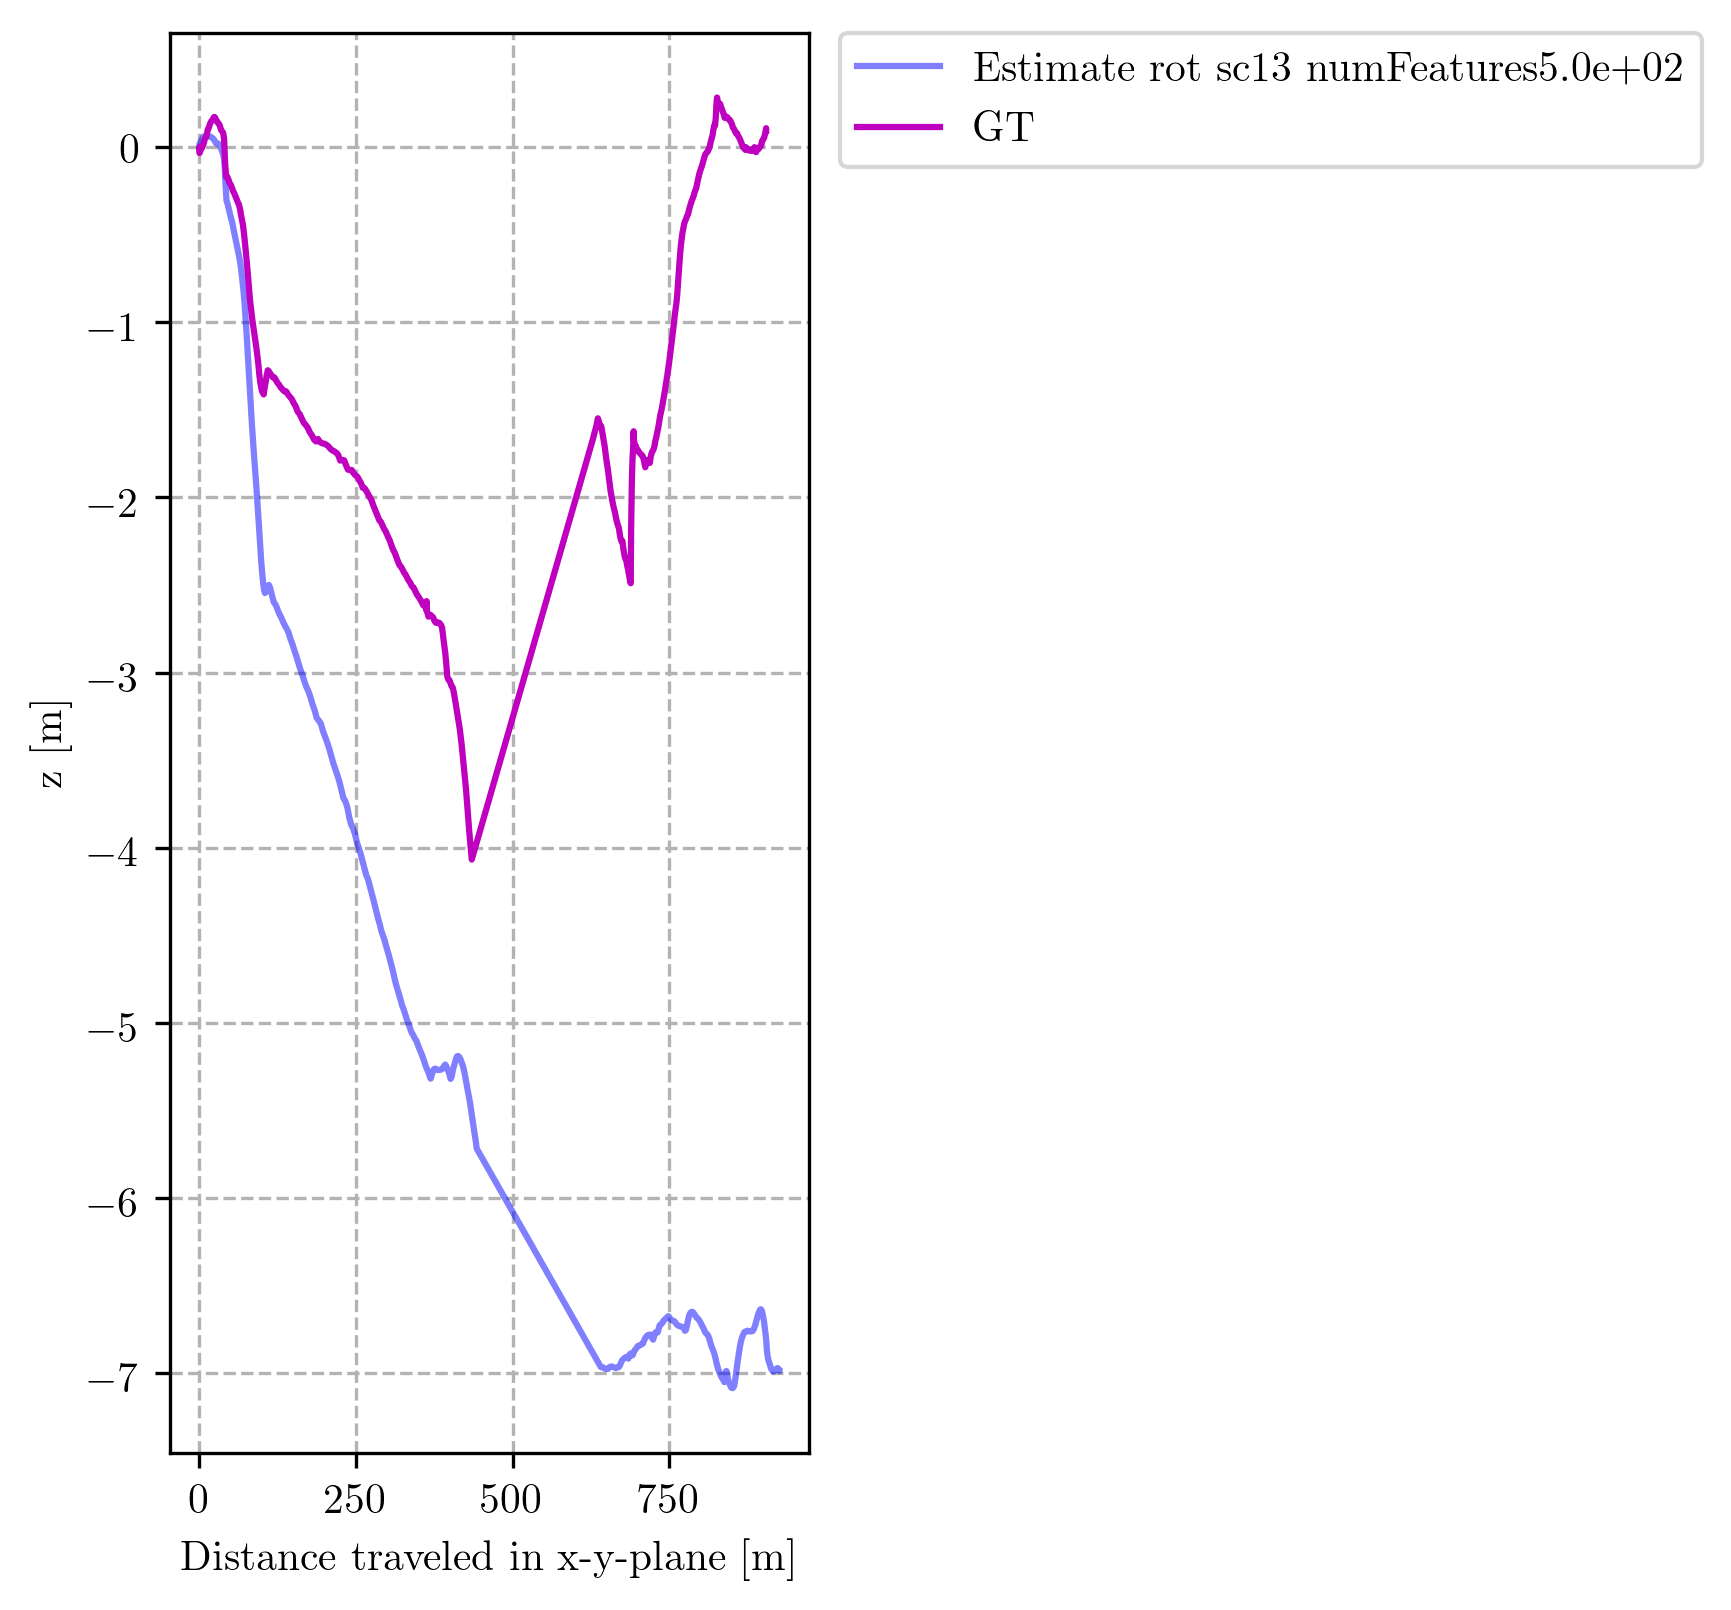 Estimate rot sc13 numFeatures5.0e+02
GT
0
−1
−2
−3
−4
−5
−6
−7
z [m]
0 250 500 750
Distance traveled in x-y-plane [m]